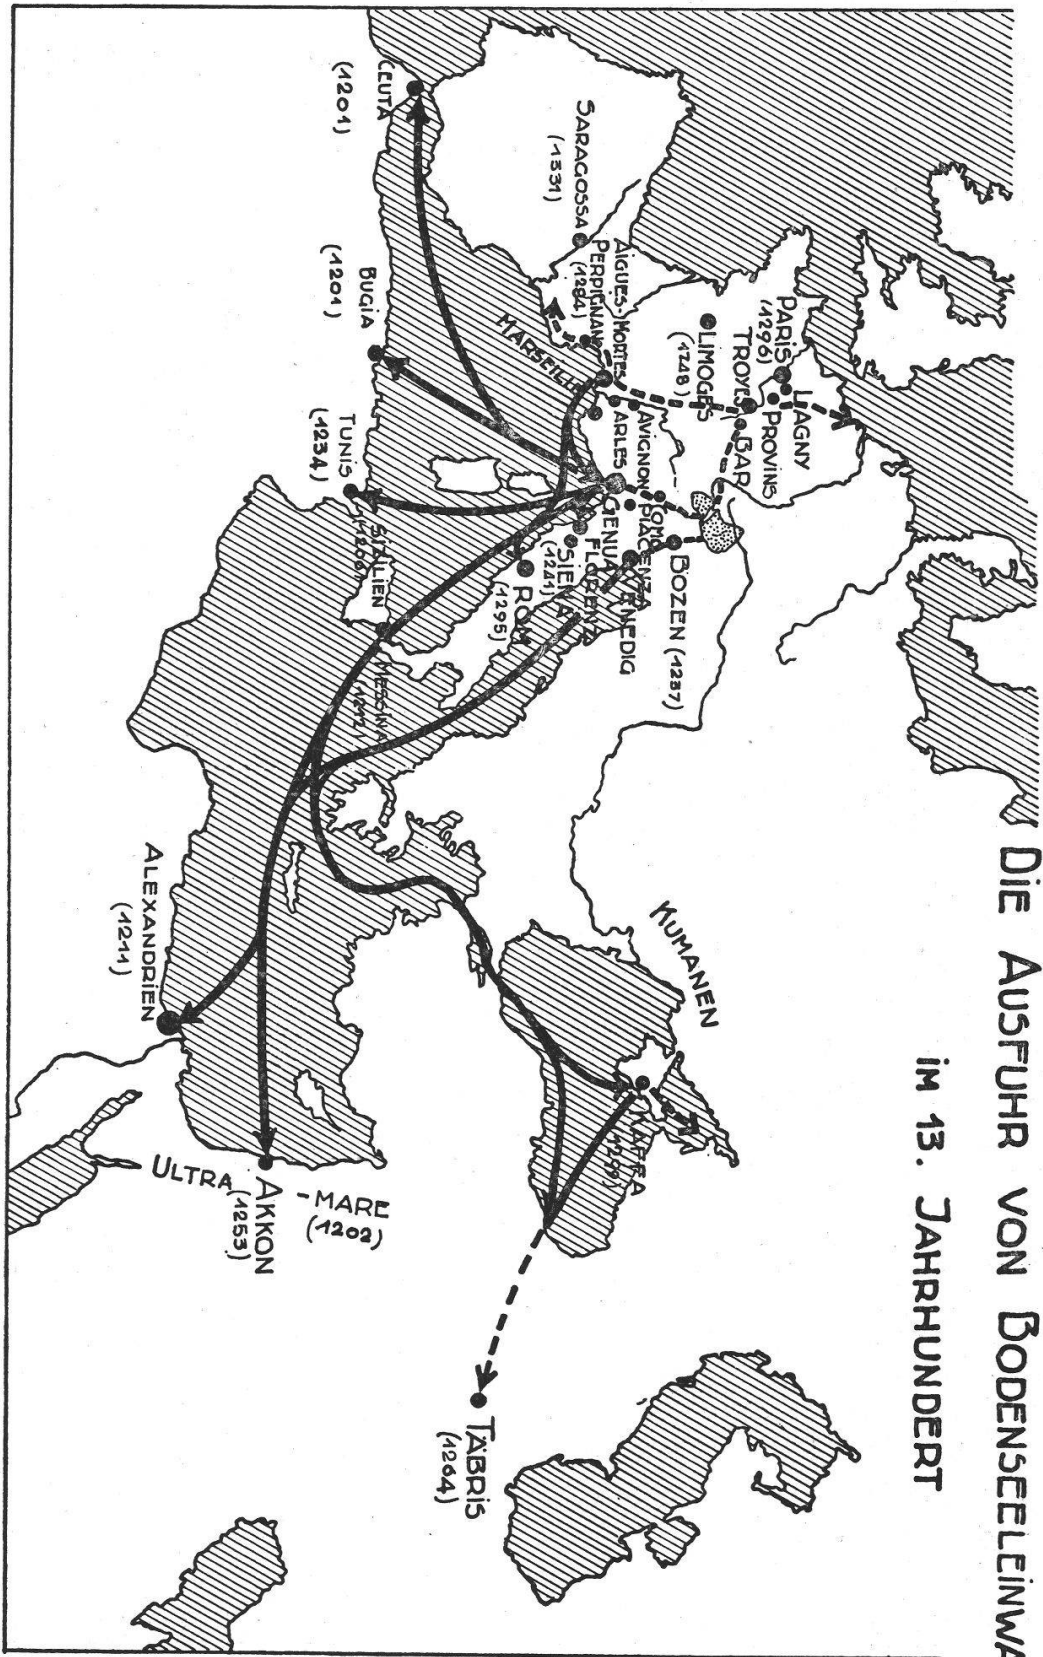 DIE AUSFUHR VON BODENSEELEINWA
IM 13. JAHRHUNDERT
PARIS
(1296)
LAGNY
PROVINS
TROYES
BAR
LIMOGES
(1248)
BOZEN (1237)
COMO
PIACENZA
VENEDIG
GENUA
AVIGNON
ARLES
AIGUES-MORTES
PERPIGNAN
(1284)
MARSEILLE
FLORENZ
SIENA
(1241)
ROM
(1295)
SARAGOSSA
(1331)
CEUTA
(1201)
BUGIA
(1201)
TUNIS
(1234)
SIZILIEN
MESSINA
KUMANEN
KAFFA
TÄBRIS
(1264)
ALEXANDRIEN
(1211)
AKKON
(1253)
ULTRA-MARE
(1202)